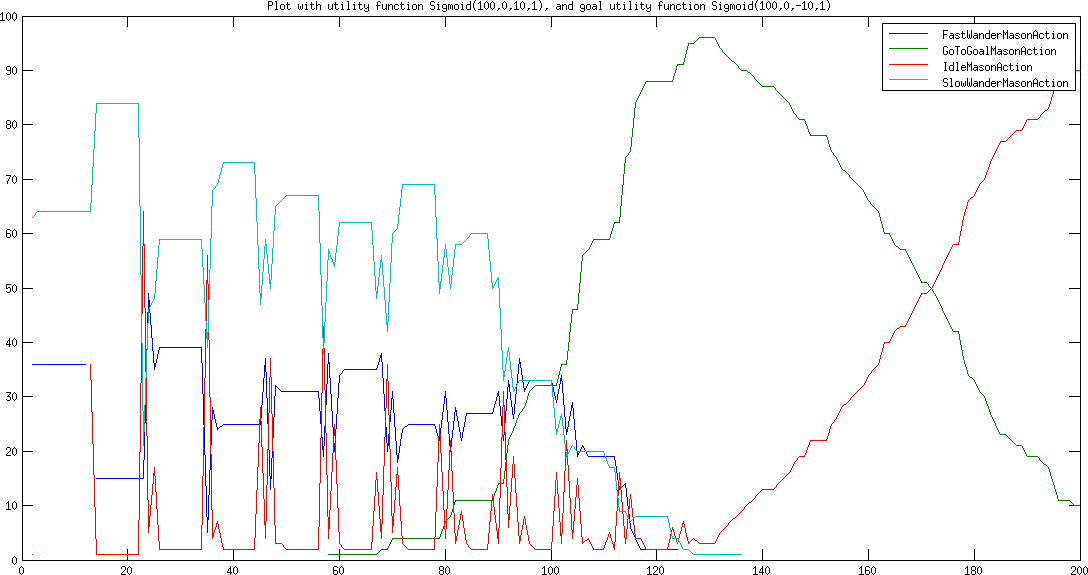 Plot with utility function Sigmoid(100,0,10,1), and goal utility function Sigmoid(100,0,-10,1)
100
90
80
70
60
50
40
30
20
10
0
FastWanderMasonAction
GoToGoalMasonAction
IdleMasonAction
SlowWanderMasonAction
0 20 40 60 80 100 120 140 160 180 200